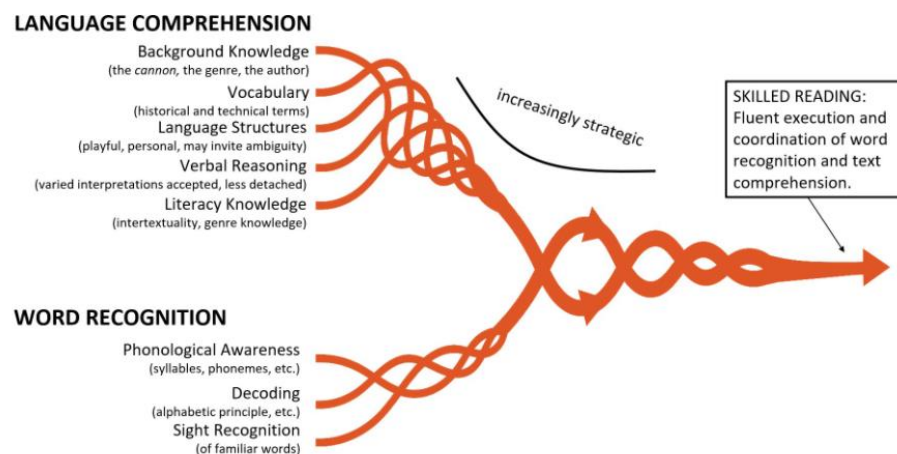 LANGUAGE COMPREHENSION
Background Knowledge
(the cannon, the genre, the author)
Vocabulary
(historical and technical terms)
Language Structures
(playful, personal, may invite ambiguity)
Verbal Reasoning
(varied interpretations accepted, less detached)
Literacy Knowledge
(intertextuality, genre knowledge)
increasingly strategic
SKILLED READING:
Fluent execution and
coordination of word
recognition and text
comprehension.
WORD RECOGNITION
Phonological Awareness
(syllables, phonemes, etc.)
Decoding
(alphabetic principle, etc.)
Sight Recognition
(of familiar words)